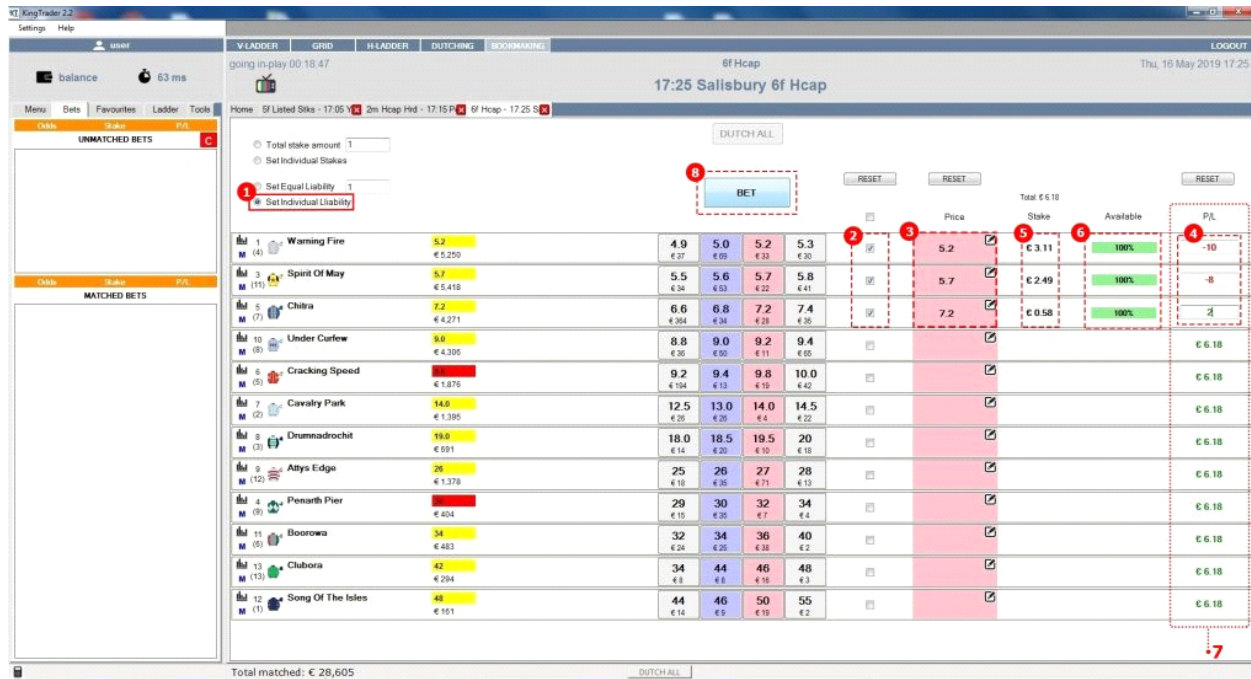 KingTrader 2.2
Settings Help
user
V-LADDER GRID H-LADDER DUTCHING BOOKMAKING LOGOUT
going in-play 00:18:47 6f Hcap Thu, 16 May 2019 17:25
balance 63 ms
17:25 Salisbury 6f Hcap
Menu Bets Favourites Ladder Tools
Home 5f Listed Stks - 17:05 Y 2m Hcap Hrd - 17:15 P 6f Hcap - 17:25 S
Odds Stake P/L
UNMATCHED BETS C
DUTCH ALL
Total stake amount 1
Set Individual Stakes
Set Equal Liability 1
1 Set Individual Lliability
8 BET
RESET RESET RESET
Total: € 6.18
Price Stake Available P/L
2 3 5 6 4
1 Warning Fire 5.2 4.9 5.0 5.2 5.3 5.2 € 3.11 100% -10
M (4) € 5,250 € 37 € 69 € 33 € 30
3 Spirit Of May 5.7 5.5 5.6 5.7 5.8 5.7 € 2.49 100% -8
M (11) € 5,418 € 34 € 53 € 22 € 41
5 Chitra 7.2 6.6 6.8 7.2 7.4 7.2 € 0.58 100% 2
M (7) € 4,271 € 364 € 34 € 28 € 35
10 Under Curfew 9.0 8.8 9.0 9.2 9.4 € 6.18
M (8) € 4,306 € 36 € 50 € 11 € 65
6 Cracking Speed 9.2 9.4 9.8 10.0 € 6.18
M (5) € 1,876 € 194 € 13 € 19 € 42
7 Cavalry Park 14.0 12.5 13.0 14.0 14.5 € 6.18
M (2) € 1,395 € 26 € 26 € 4 € 22
8 Drumnadrochit 19.0 18.0 18.5 19.5 20 € 6.18
M (3) € 691 € 14 € 20 € 10 € 18
9 Attys Edge 26 25 26 27 28 € 6.18
M (12) € 1,378 € 18 € 35 € 71 € 13
4 Penarth Pier 29 30 32 34 € 6.18
M (9) € 404 € 15 € 35 € 7 € 4
11 Boorowa 34 32 34 36 40 € 6.18
M (6) € 483 € 24 € 25 € 38 € 2
13 Clubora 42 34 44 46 48 € 6.18
M (13) € 294 € 8 € 8 € 16 € 3
12 Song Of The Isles 48 44 46 50 55 € 6.18
M (1) € 161 € 14 € 5 € 19 € 2
Odds Stake P/L
MATCHED BETS
7
Total matched: € 28,605 DUTCH ALL